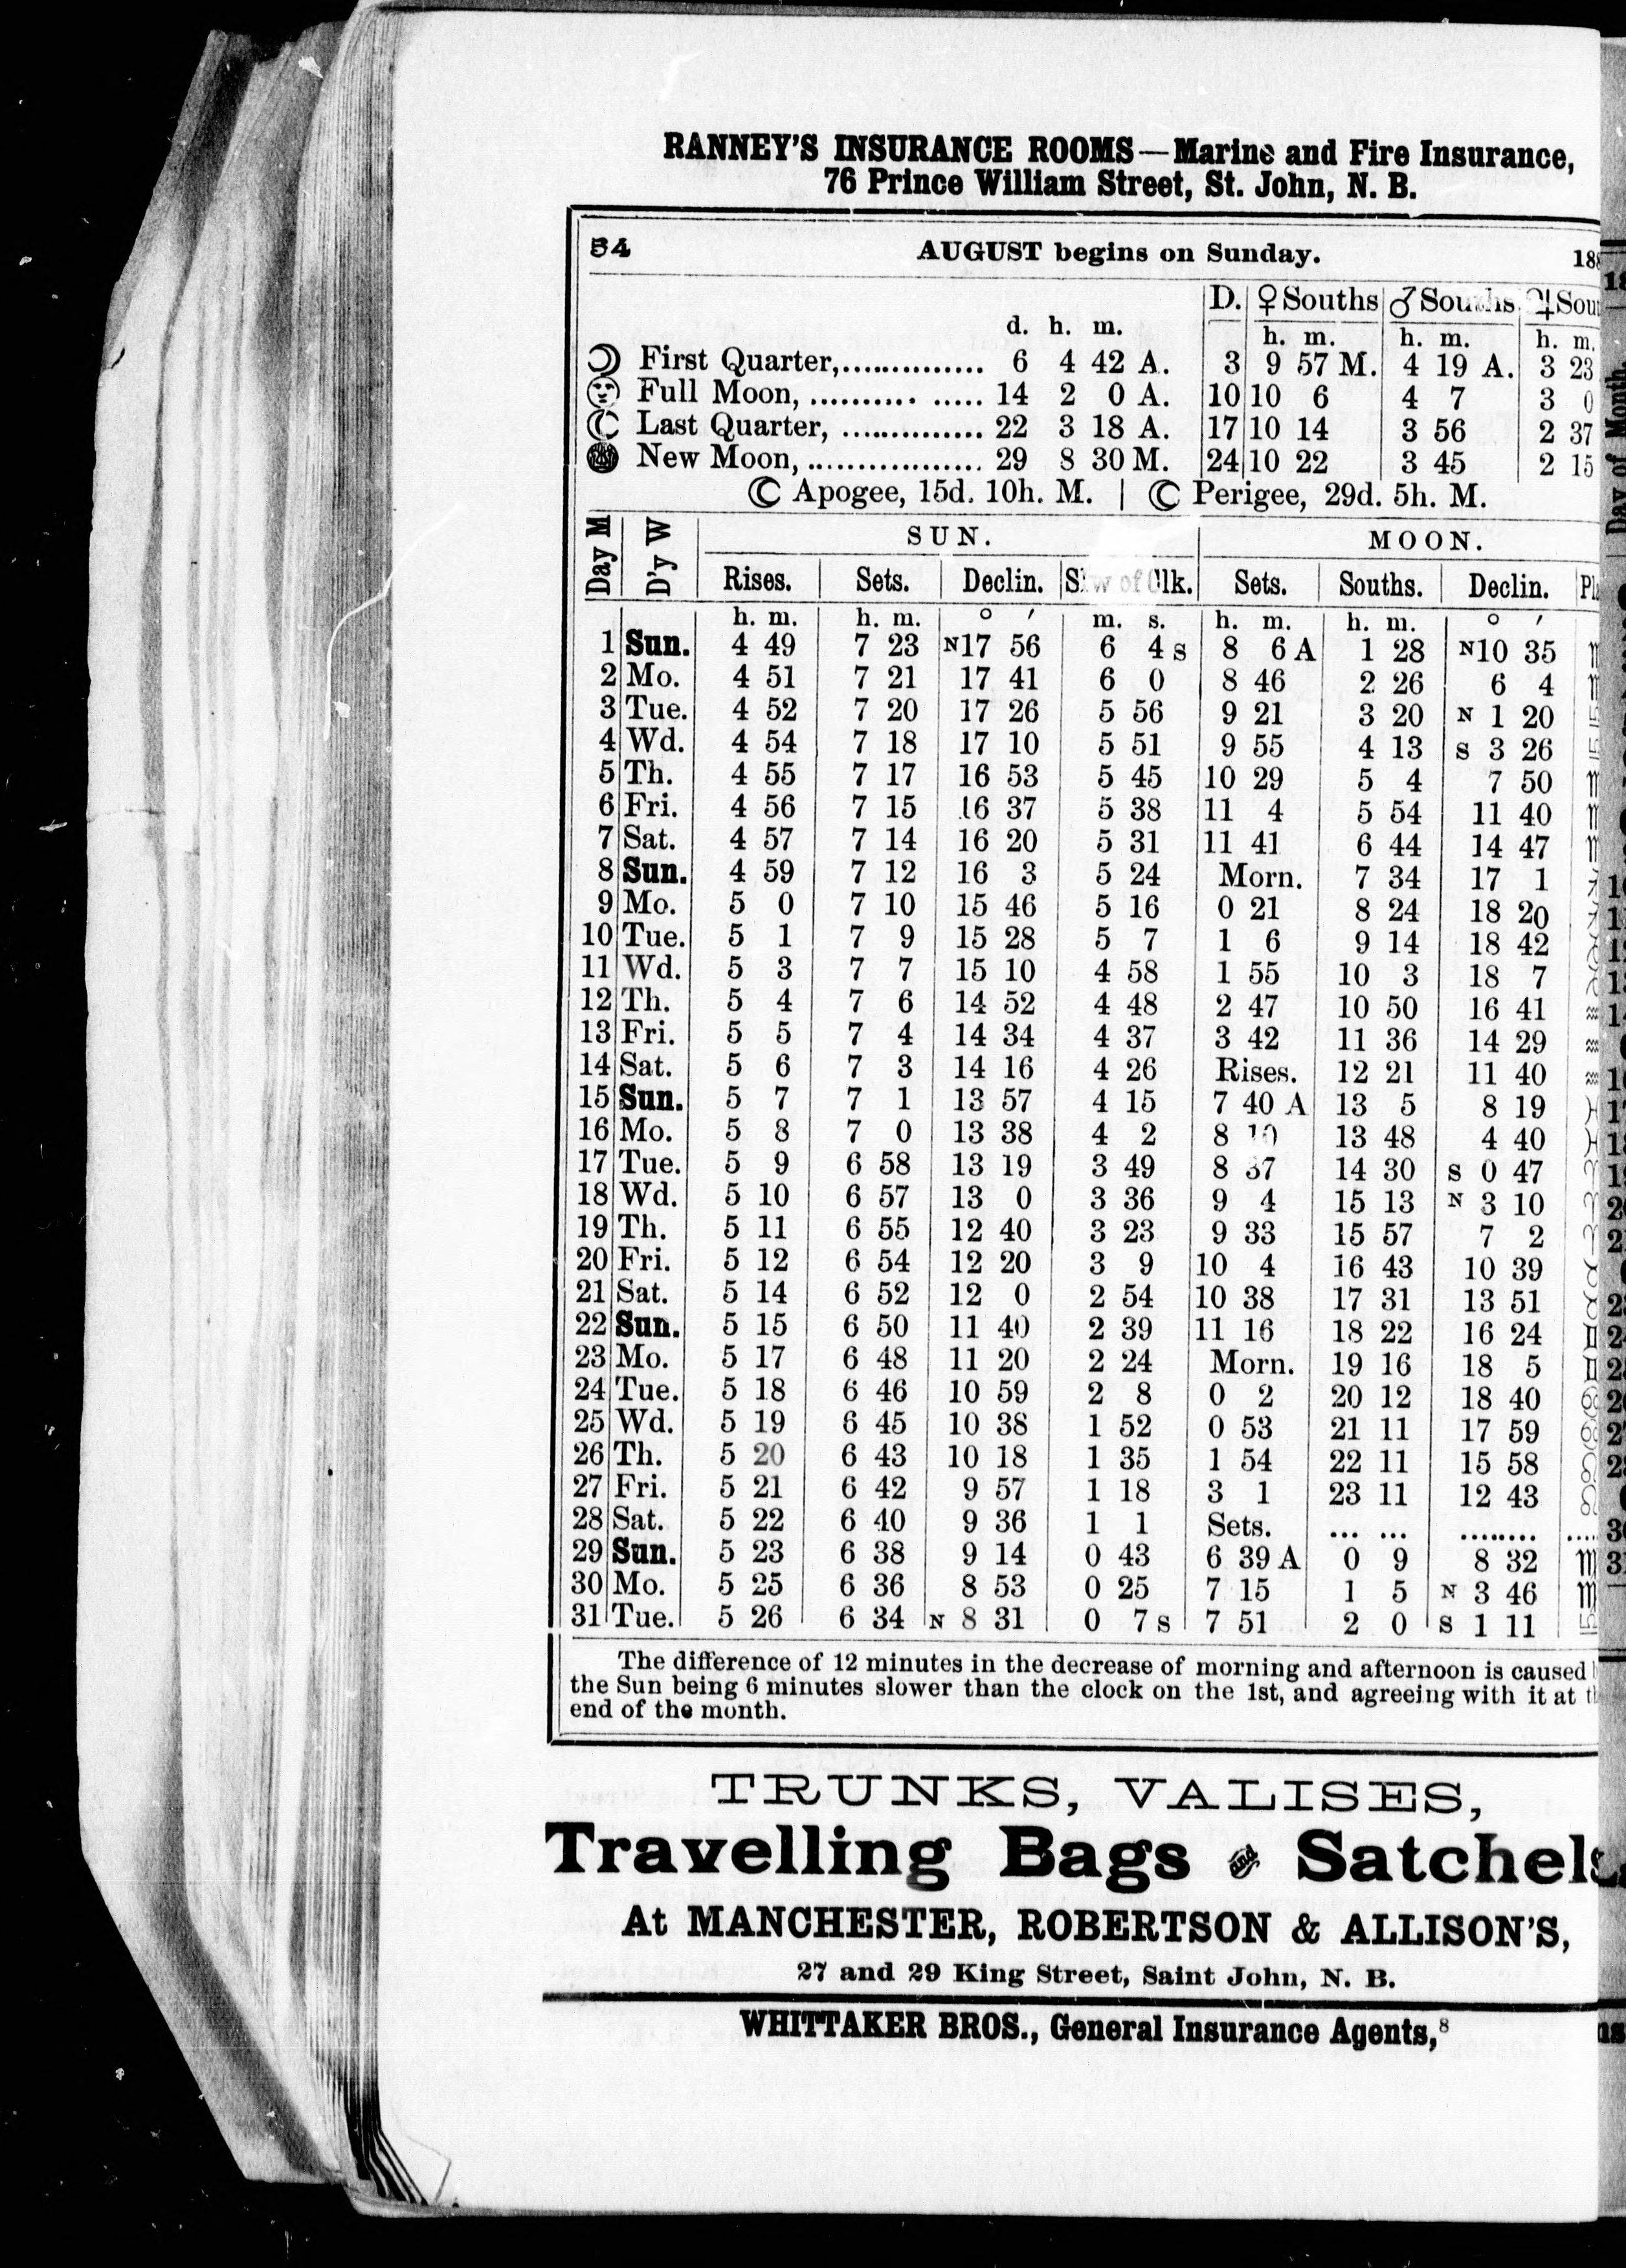 RANNEY'S INSURANCE ROOMS—Marine and Fire Insurance,
76 Prince William Street, St. John, N. B.
54 AUGUST begins on Sunday.
D. ♀ Souths ♂ Souths ♃
d. h. m. h. m. h. m. h. m.
☽ First Quarter,.............. 6 4 42 A. 3 9 57 M. 4 19 A. 3 23
Full Moon, ................ 14 2 0 A. 10 10 6 4 7 3 0
☾ Last Quarter, .............. 22 3 18 A. 17 10 14 3 56 2 37
New Moon,.................. 29 8 30 M. 24 10 22 3 45 2 15
☾ Apogee, 15d. 10h. M. | ☾ Perigee, 29d. 5h. M.
Day M D'y W SUN. MOON.
Rises. Sets. Declin. of Clk. Sets. Souths. Declin.
h. m. h. m. ° ′ m. s. h. m. h. m. ° ′
1 Sun. 4 49 7 23 N17 56 6 4 s 8 6 A 1 28 N10 35
2 Mo. 4 51 7 21 17 41 6 0 8 46 2 26 6 4
3 Tue. 4 52 7 20 17 26 5 56 9 21 3 20 N 1 20
4 Wd. 4 54 7 18 17 10 5 51 9 55 4 13 S 3 26
5 Th. 4 55 7 17 16 53 5 45 10 29 5 4 7 50
6 Fri. 4 56 7 15 16 37 5 38 11 4 5 54 11 40
7 Sat. 4 57 7 14 16 20 5 31 11 41 6 44 14 47
8 Sun. 4 59 7 12 16 3 5 24 Morn. 7 34 17 1
9 Mo. 5 0 7 10 15 46 5 16 0 21 8 24 18 20
10 Tue. 5 1 7 9 15 28 5 7 1 6 9 14 18 42
11 Wd. 5 3 7 7 15 10 4 58 1 55 10 3 18 7
12 Th. 5 4 7 6 14 52 4 48 2 47 10 50 16 41
13 Fri. 5 5 7 4 14 34 4 37 3 42 11 36 14 29
14 Sat. 5 6 7 3 14 16 4 26 Rises. 12 21 11 40
15 Sun. 5 7 7 1 13 57 4 15 7 40 A 13 5 8 19
16 Mo. 5 8 7 0 13 38 4 2 8 10 13 48 4 40
17 Tue. 5 9 6 58 13 19 3 49 8 37 14 30 S 0 47
18 Wd. 5 10 6 57 13 0 3 36 9 4 15 13 N 3 10
19 Th. 5 11 6 55 12 40 3 23 9 33 15 57 7 2
20 Fri. 5 12 6 54 12 20 3 9 10 4 16 43 10 39
21 Sat. 5 14 6 52 12 0 2 54 10 38 17 31 13 51
22 Sun. 5 15 6 50 11 40 2 39 11 16 18 22 16 24
23 Mo. 5 17 6 48 11 20 2 24 Morn. 19 16 18 5
24 Tue. 5 18 6 46 10 59 2 8 0 2 20 12 18 40
25 Wd. 5 19 6 45 10 38 1 52 0 53 21 11 17 59
26 Th. 5 20 6 43 10 18 1 35 1 54 22 11 15 58
27 Fri. 5 21 6 42 9 57 1 18 3 1 23 11 12 43
28 Sat. 5 22 6 40 9 36 1 1 Sets. ... ... ........
29 Sun. 5 23 6 38 9 14 0 43 6 39 A 0 9 8 32
30 Mo. 5 25 6 36 8 53 0 25 7 15 1 5 N 3 46
31 Tue. 5 26 6 34 N 8 31 0 7 s 7 51 2 0 S 1 11
The difference of 12 minutes in the decrease of morning and afternoon is caused
the Sun being 6 minutes slower than the clock on the 1st, and agreeing with it at
end of the month.
TRUNKS, VALISES,
Travelling Bags and Satchels
At MANCHESTER, ROBERTSON & ALLISON'S,
27 and 29 King Street, Saint John, N. B.
WHITTAKER BROS., General Insurance Agents,8